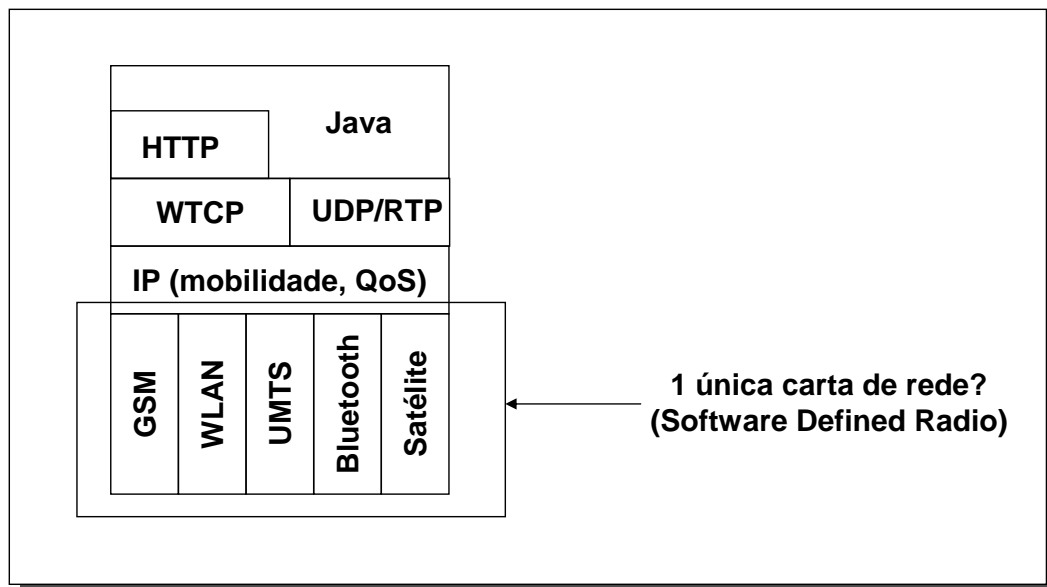 Java
HTTP
WTCP
UDP/RTP
IP (mobilidade, QoS)
GSM
WLAN
UMTS
Bluetooth
Satélite
1 única carta de rede?
(Software Defined Radio)